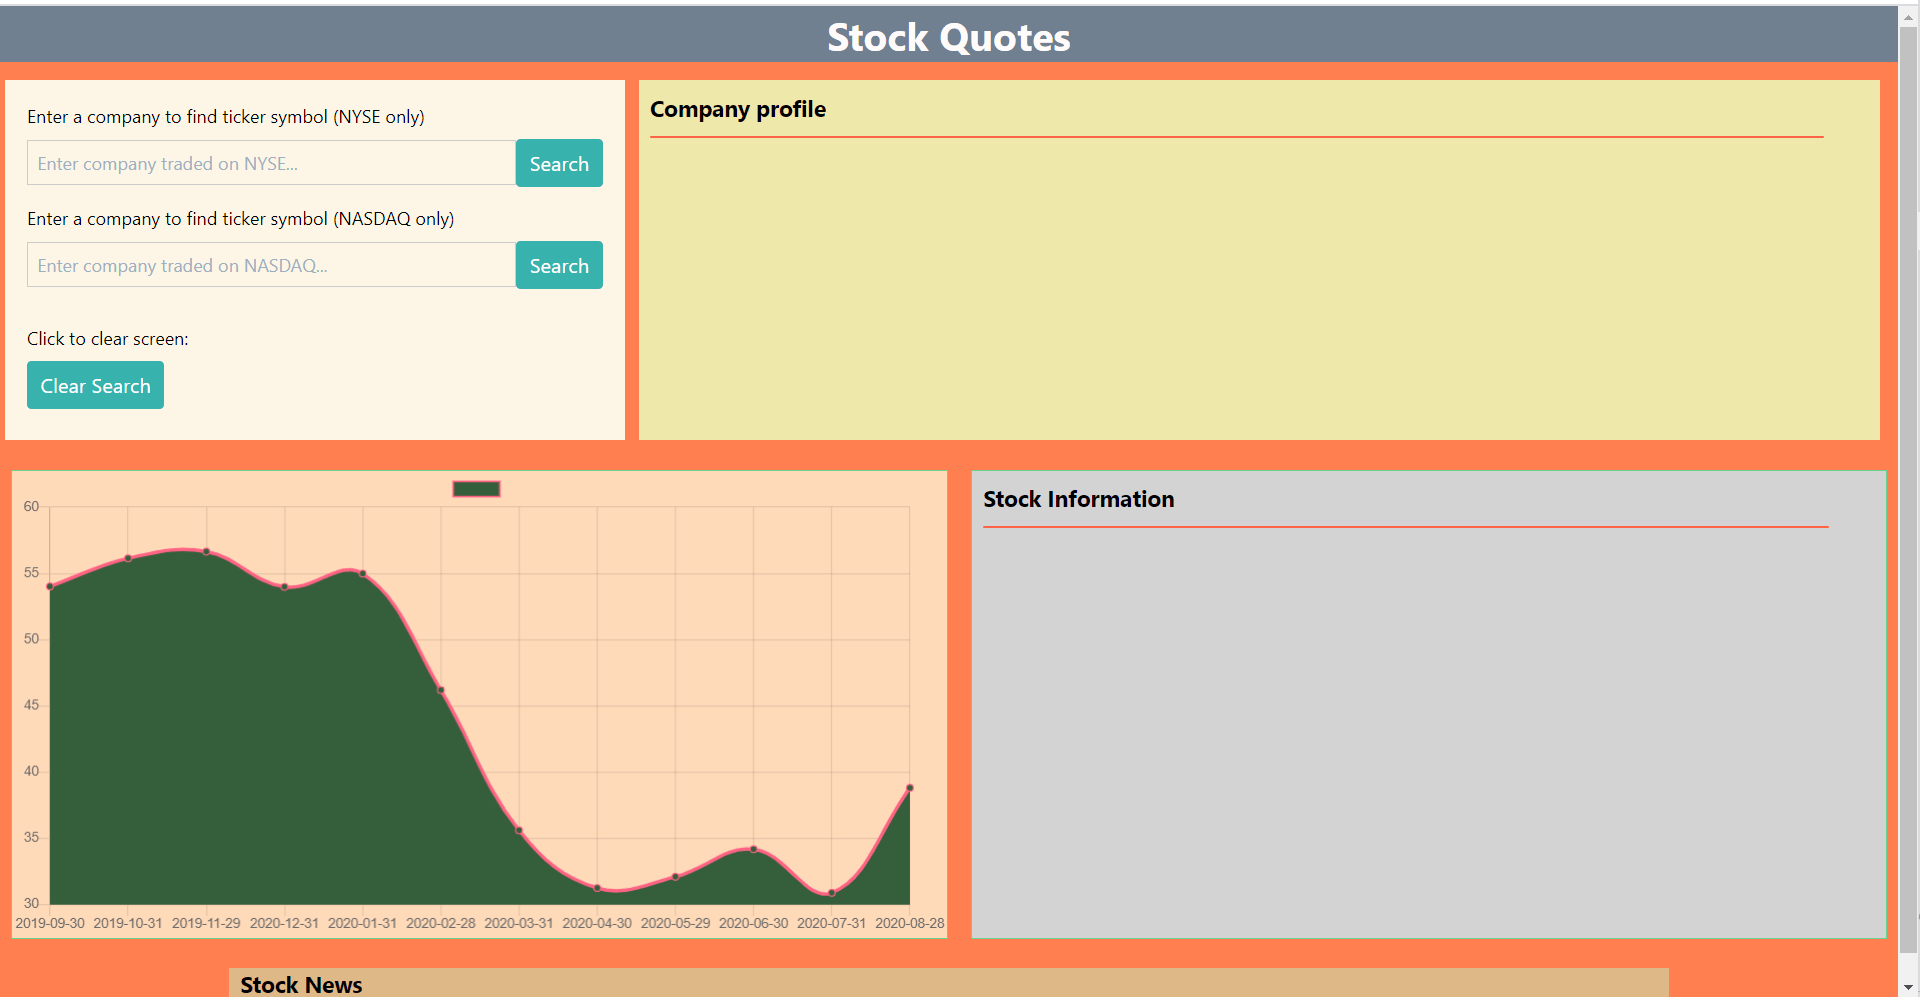 Stock Quotes
Enter a company to find ticker symbol (NYSE only)
Enter company traded on NYSE...
Search
Enter a company to find ticker symbol (NASDAQ only)
Enter company traded on NASDAQ...
Search
Click to clear screen:
Clear Search
Company profile
60
55
50
45
40
35
30
2019-09-30 2019-10-31 2019-11-29 2019-12-31 2020-01-31 2020-02-28 2020-03-31 2020-04-30 2020-05-29 2020-06-30 2020-07-31 2020-08-28
Stock Information
Stock News